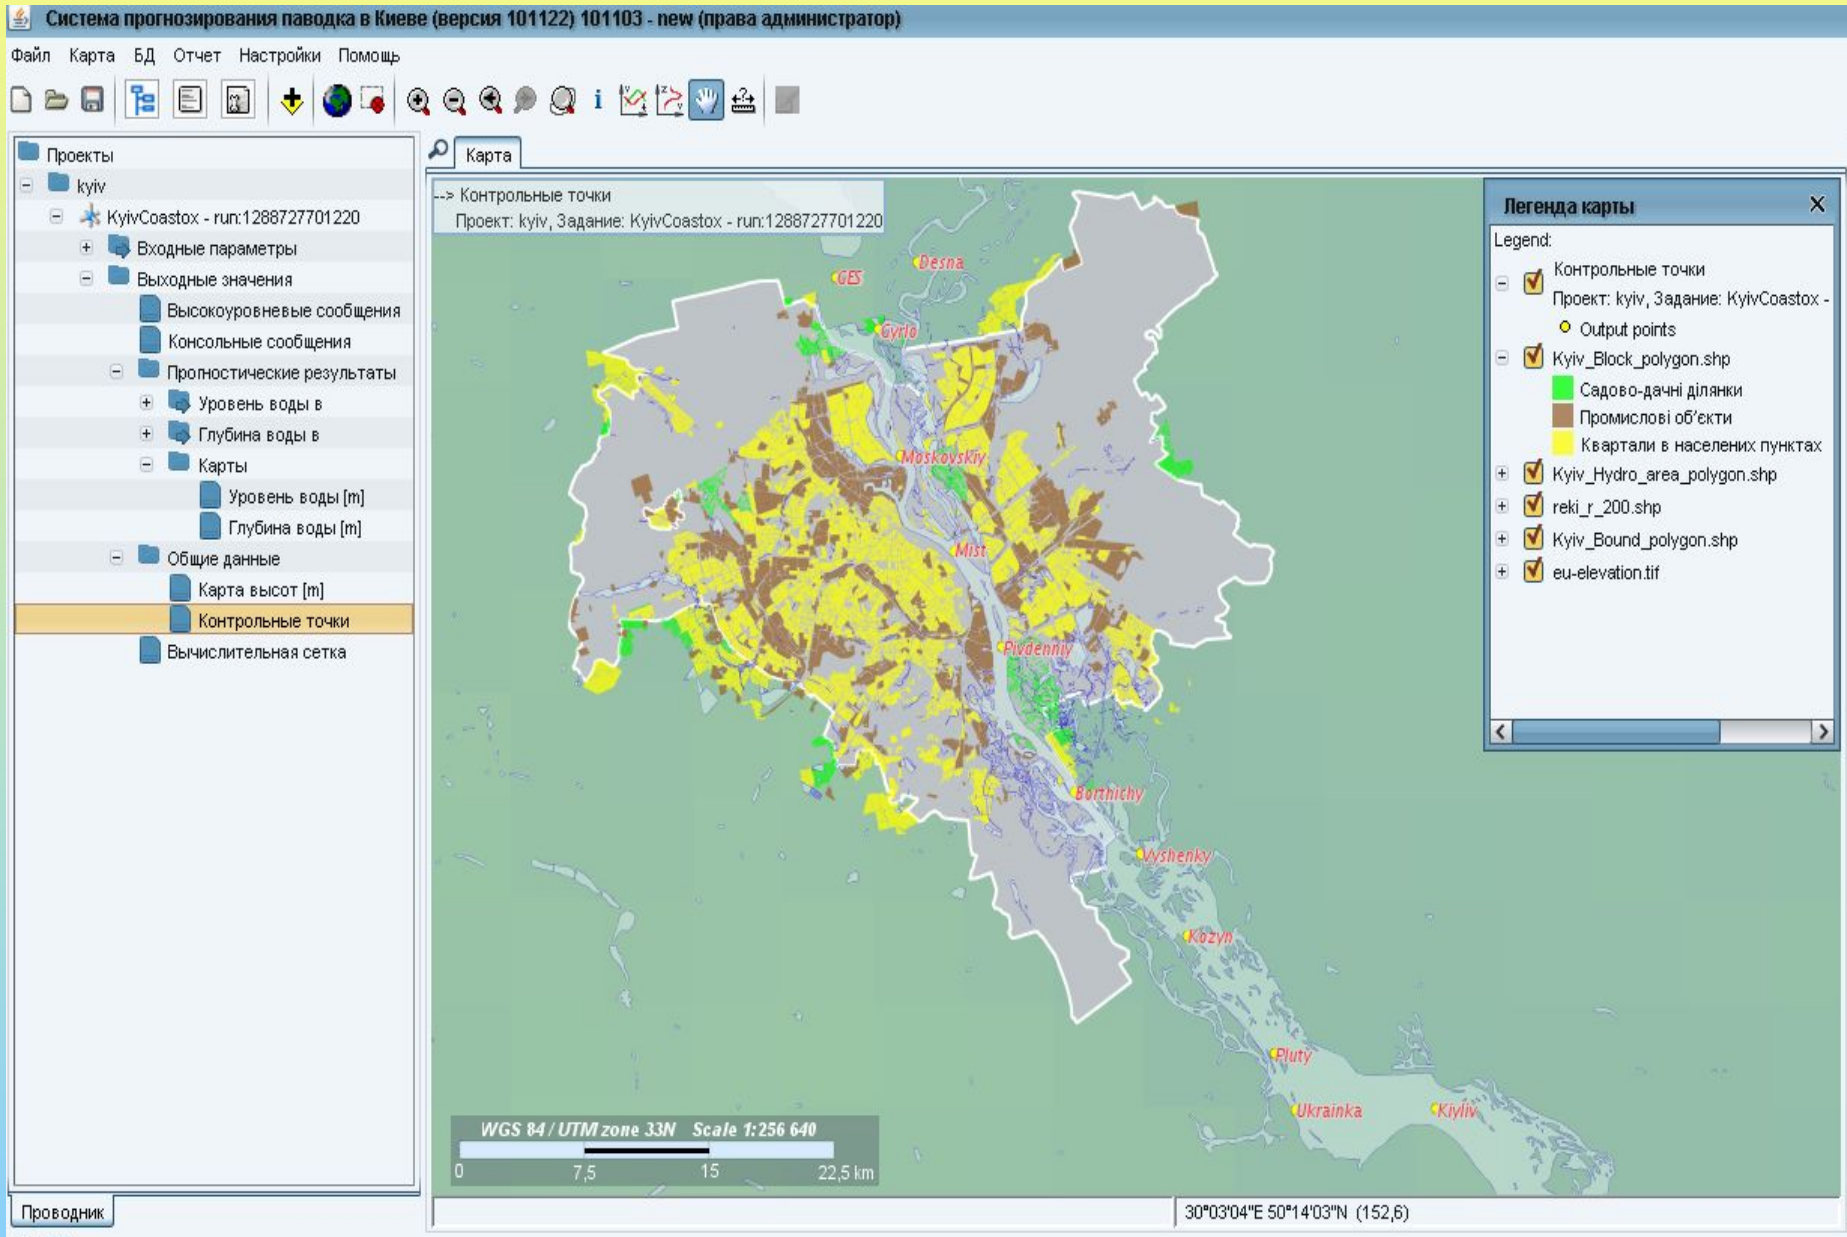 Система прогнозирования паводка в Киеве (версия 101122) 101103 - new (права администратор)
Файл Карта БД Отчет Настройки Помощь
Проекты
kyiv
KyivCoastox - run:1288727701220
Входные параметры
Выходные значения
Высокоуровневые сообщения
Консольные сообщения
Прогностические результаты
Уровень воды в
Глубина воды в
Карты
Уровень воды [m]
Глубина воды [m]
Общие данные
Карта высот [m]
Контрольные точки
Вычислительная сетка
Проводник
Карта
--> Контрольные точки
Проект: kyiv, Задание: KyivCoastox - run:1288727701220
Desna
GES
Gyrlo
Moskovskiy
Mist
Pivdenniy
Borthichy
Vyshenky
Kozyn
Pluty
Ukrainka
Kiyliv
WGS 84 / UTM zone 33N Scale 1:256 640
0 7,5 15 22,5 km
Легенда карты X
Legend:
Контрольные точки
Проект: kyiv, Задание: KyivCoastox -
Output points
Kyiv_Block_polygon.shp
Садово-дачні ділянки
Промислові об'єкти
Квартали в населених пунктах
Kyiv_Hydro_area_polygon.shp
reki_r_200.shp
Kyiv_Bound_polygon.shp
eu-elevation.tif
30°03'04"E 50°14'03"N (152,6)